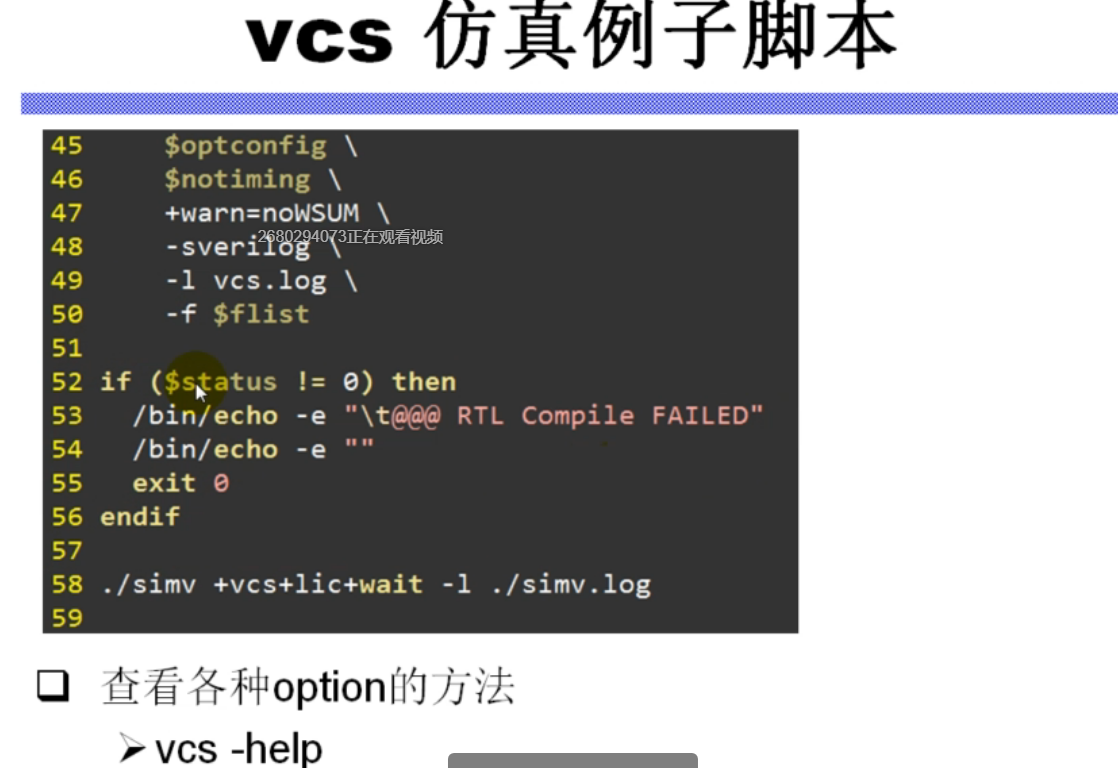 vcs 仿真例子脚本
45 $optconfig \
46 $notiming \
47 +warn=noWSUM \
2680294073正在观看视频
48 -sverilog \
49 -l vcs.log \
50 -f $flist
51
52 if ($status != 0) then
53 /bin/echo -e "\t@@@ RTL Compile FAILED"
54 /bin/echo -e ""
55 exit 0
56 endif
57
58 ./simv +vcs+lic+wait -l ./simv.log
59
查看各种option的方法
vcs -help